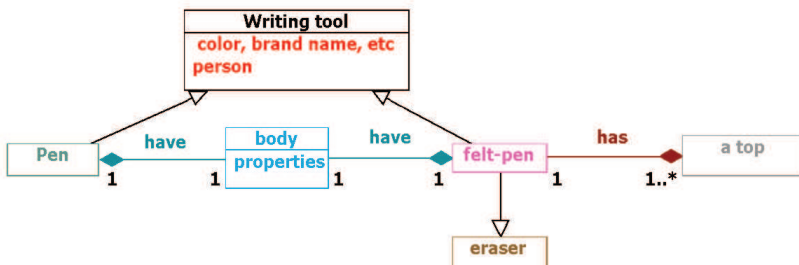 Writing tool
color, brand name, etc
person
Pen
have
body
properties
have
felt-pen
has
a top
1
1
1
1
1
1..*
eraser